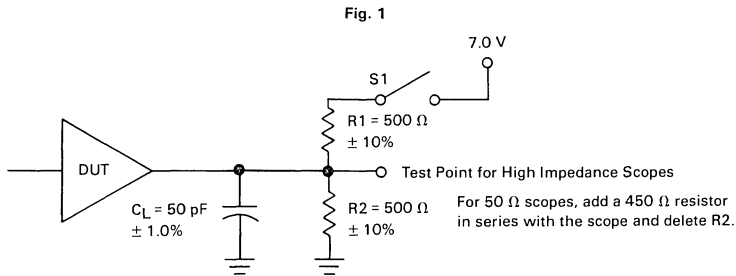 Fig. 1
7.0 V
S1
R1 = 500 Ω
± 10%
DUT
Test Point for High Impedance Scopes
CL = 50 pF
± 1.0%
R2 = 500 Ω
± 10%
For 50 Ω scopes, add a 450 Ω resistor
in series with the scope and delete R2.